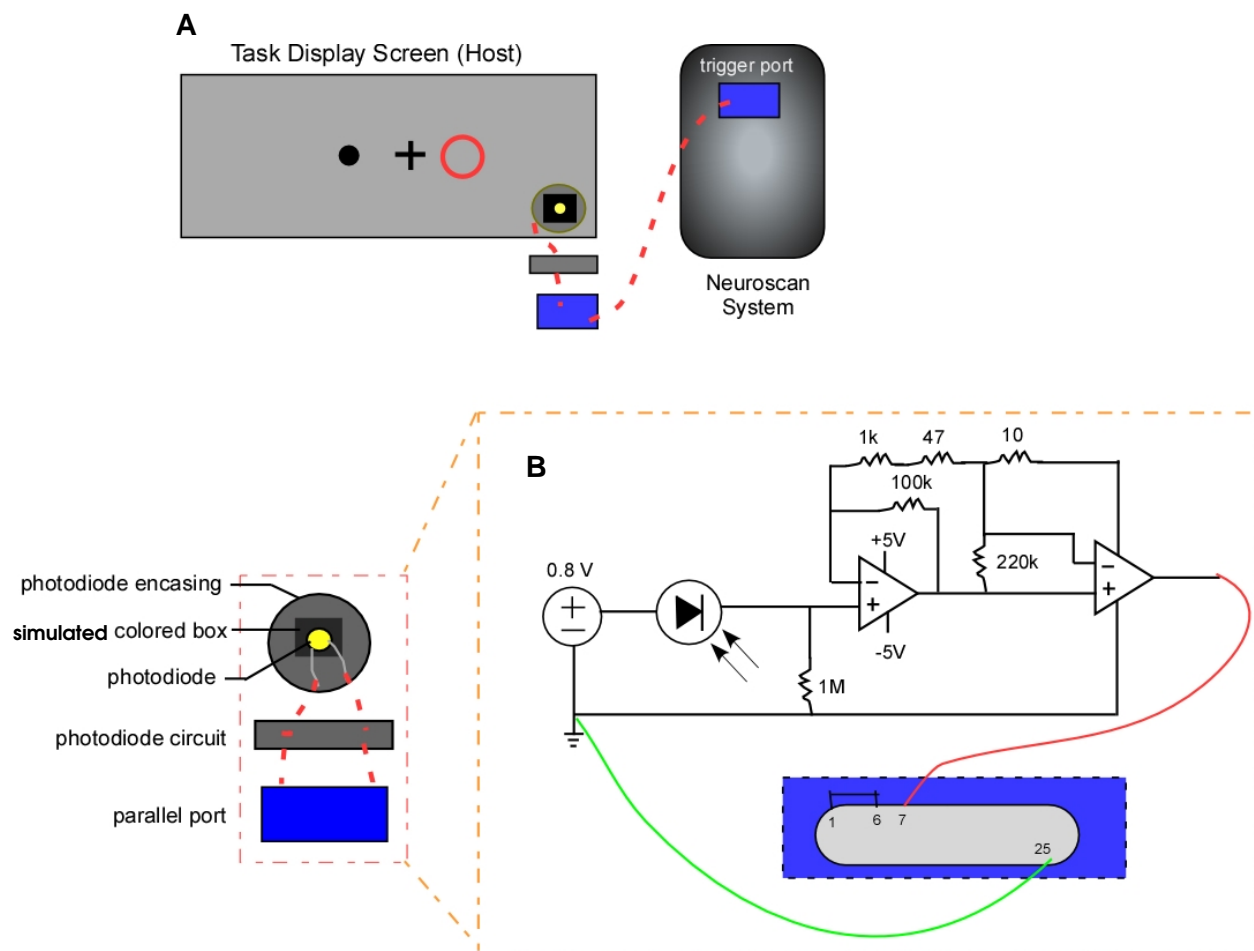 A
Task Display Screen (Host)
trigger port
Neuroscan
System
B
1k
47
10
100k
+5V
220k
0.8 V
-5V
1M
photodiode encasing
simulated colored box
photodiode
photodiode circuit
parallel port
1
6
7
25